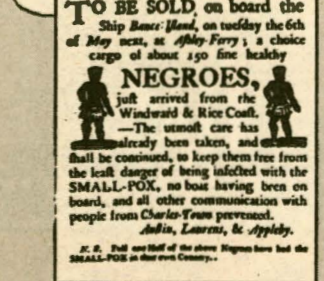 TO BE SOLD, on board the
Ship Bance-Island, on tuesday the 6th
of May next, at Ashley-Ferry; a choice
cargo of about 250 fine healthy
NEGROES,
just arrived from the
Windward & Rice Coast.
—The utmost care has
already been taken, and
shall be continued, to keep them free from
the least danger of being infected with the
SMALL-POX, no boat having been on
board, and all other communication with
people from Charles-Town prevented.
Austin, Laurens, & Appleby.
N. B. Full one Half of the above Negroes have had the
SMALL-POX in their own Country.